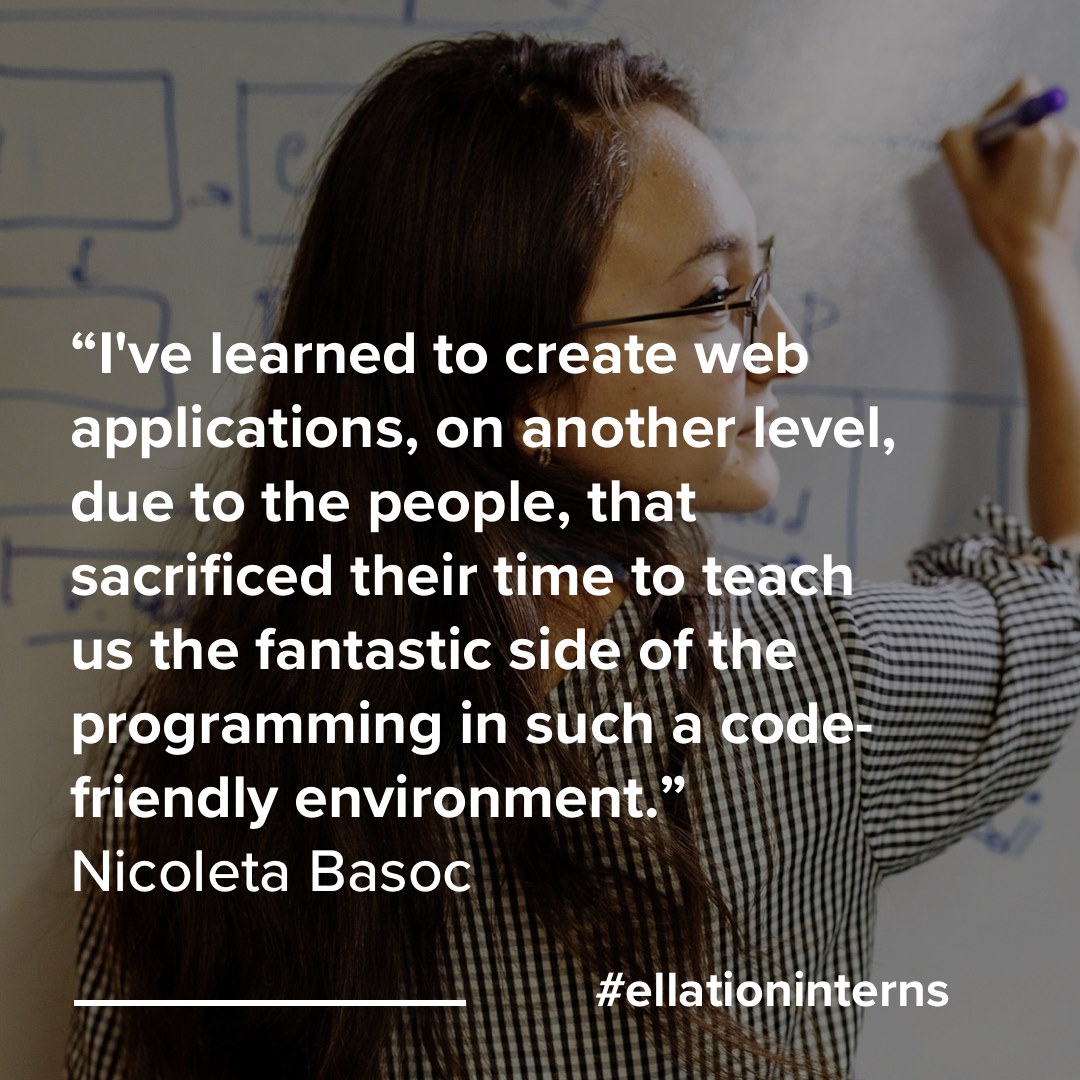 “I've learned to create web
applications, on another level,
due to the people, that
sacrificed their time to teach
us the fantastic side of the
programming in such a code-
friendly environment.”
Nicoleta Basoc
#ellationinterns